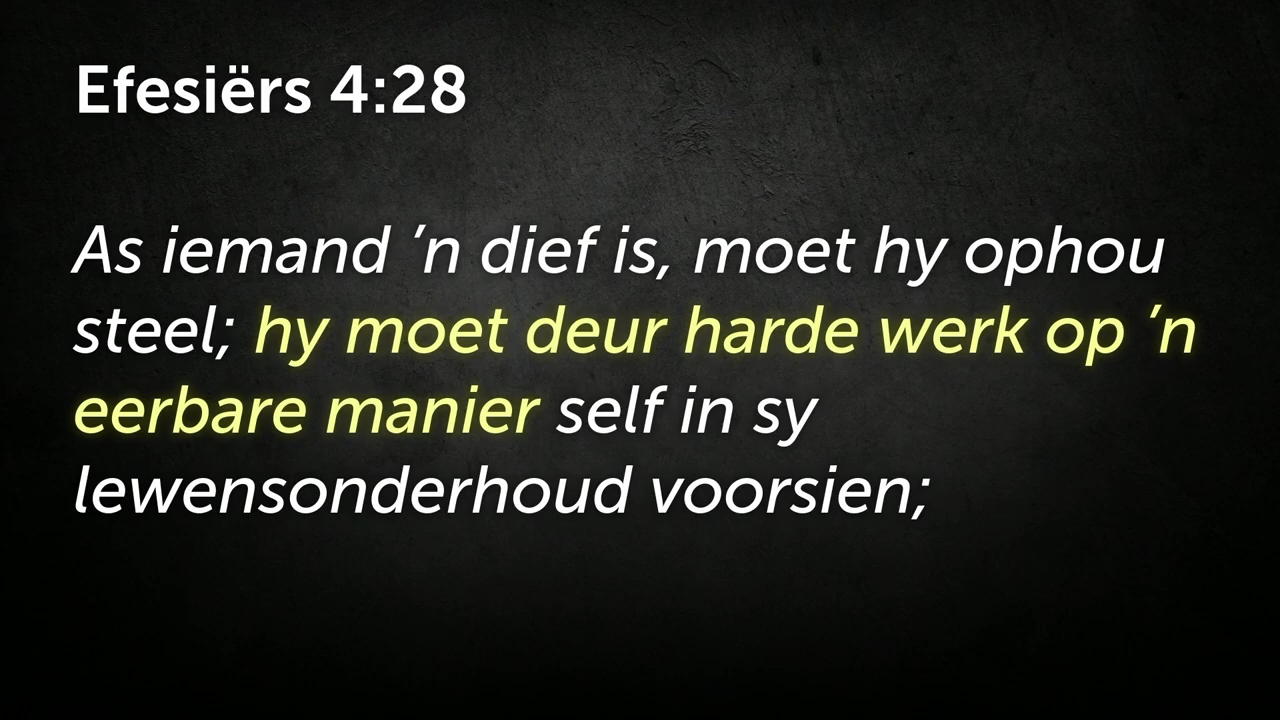 Efesiërs 4:28
As iemand ’n dief is, moet hy ophou
steel; hy moet deur harde werk op ’n
eerbare manier self in sy
lewensonderhoud voorsien;